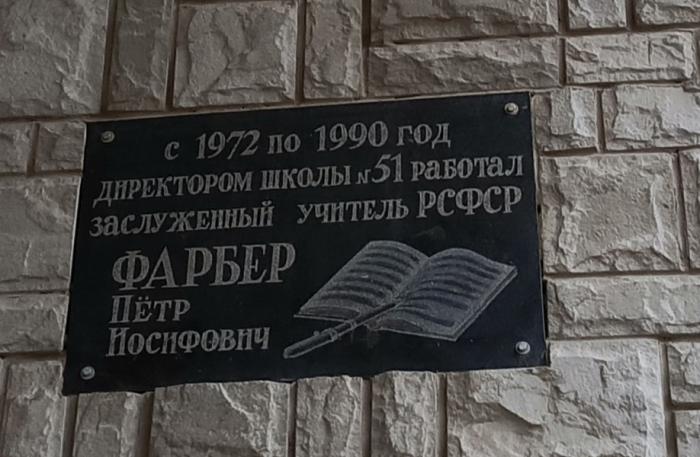 с 1972 по 1990 год
директором школы №51 работал
заслуженный учитель РСФСР
ФАРБЕР
Пётр
Иосифович